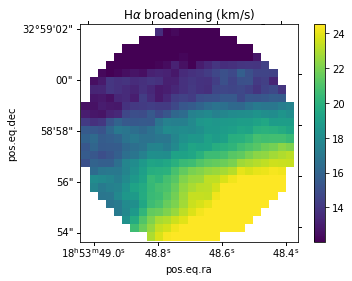 Hα broadening (km/s)
32°59'02"
00"
58'58"
56"
54"
pos.eq.dec
18ʰ53ᵐ49.0ˢ
48.8ˢ
48.6ˢ
48.4ˢ
pos.eq.ra
24
22
20
18
16
14